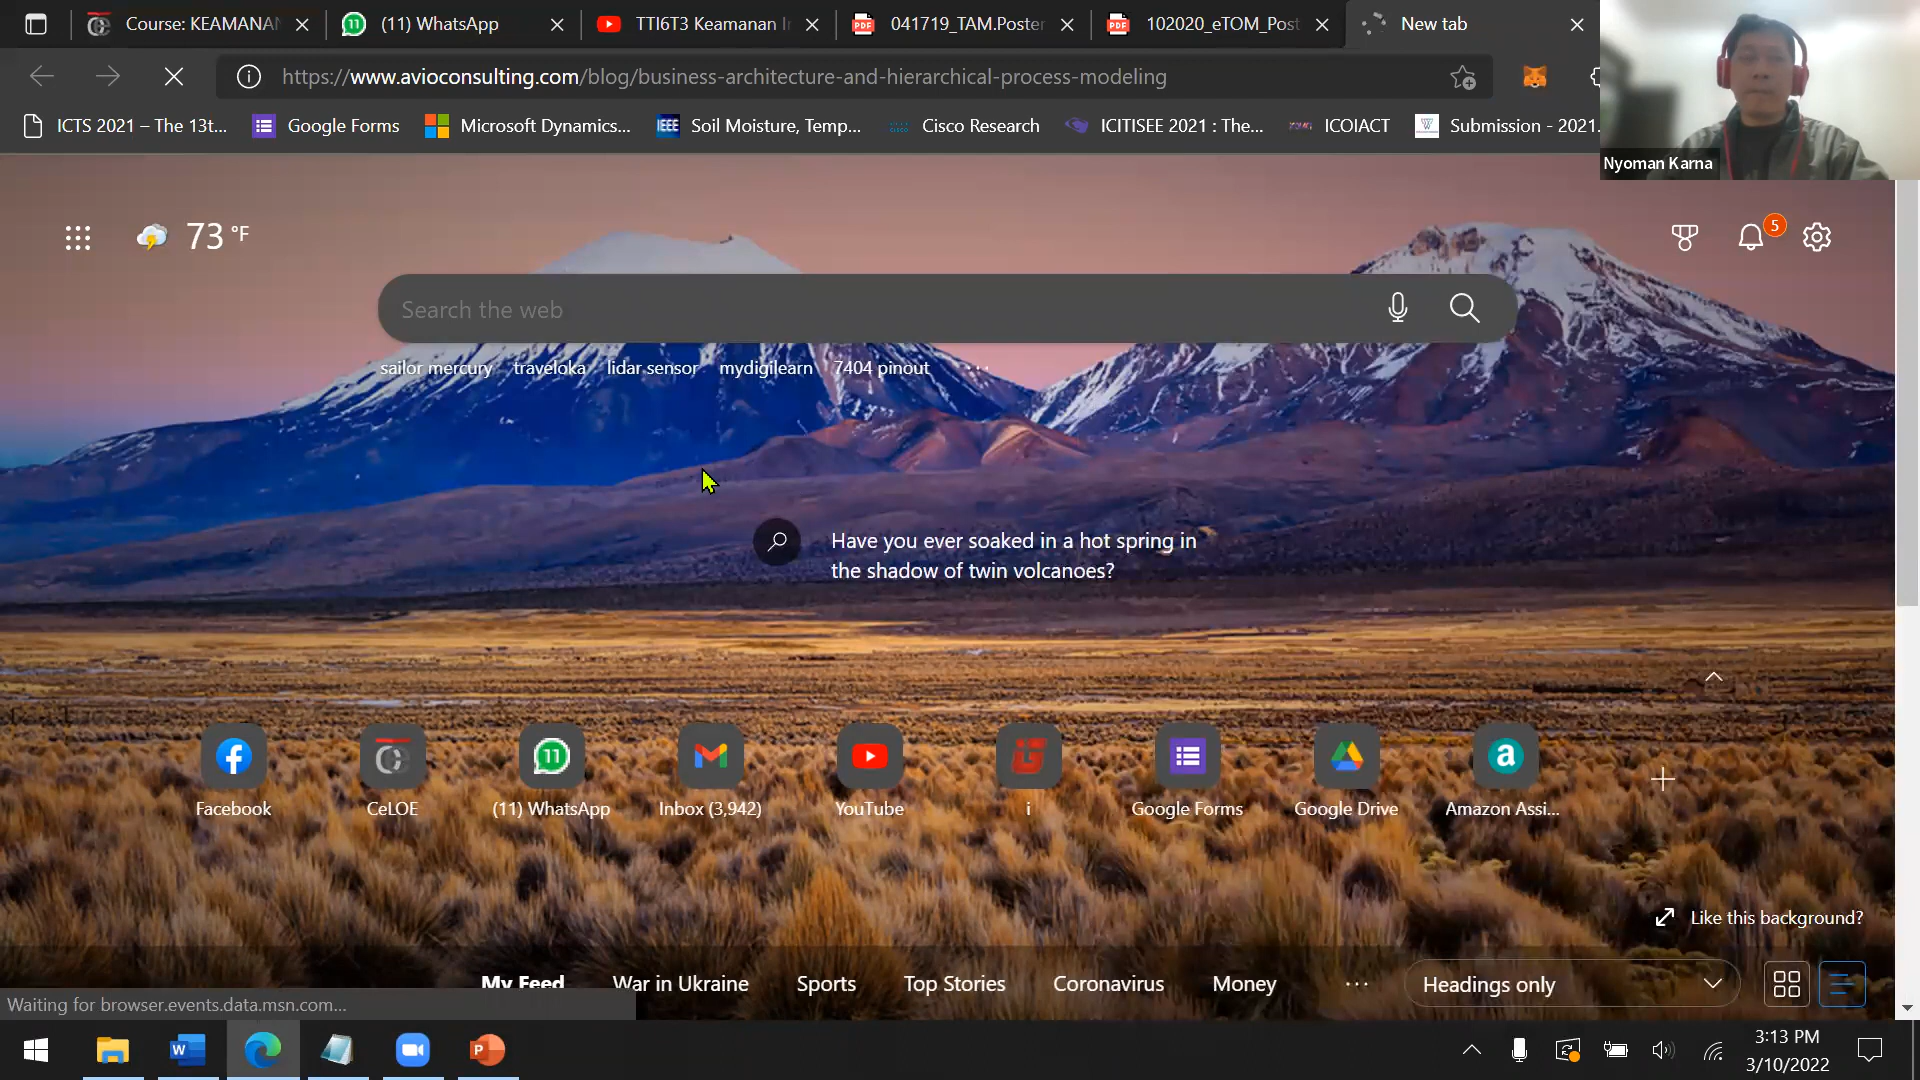 Course: KEAMANAN
(11) WhatsApp
TTI6T3 Keamanan In
041719_TAM.Poster
102020_eTOM_Post
New tab
https://www.avioconsulting.com/blog/business-architecture-and-hierarchical-process-modeling
ICTS 2021 – The 13t...
Google Forms
Microsoft Dynamics...
Soil Moisture, Temp...
Cisco Research
ICITISEE 2021 : The...
ICOIACT
Submission - 2021.
Nyoman Karna
73 °F
5
Search the web
sailor mercury traveloka lidar sensor mydigilearn 7404 pinout ...
Have you ever soaked in a hot spring in
the shadow of twin volcanoes?
Facebook
CeLOE
(11) WhatsApp
Inbox (3,942)
YouTube
i
Google Forms
Google Drive
Amazon Assi...
Like this background?
My Feed War in Ukraine Sports Top Stories Coronavirus Money ... Headings only
Waiting for browser.events.data.msn.com...
3:13 PM
3/10/2022